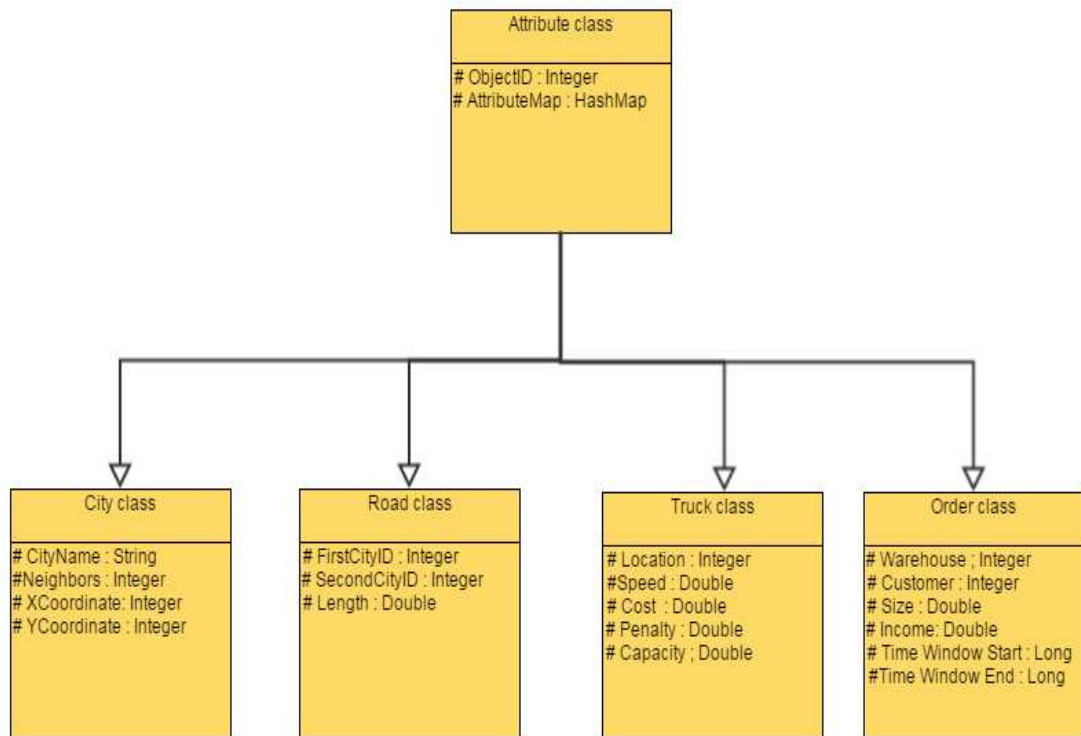 Attribute class
# ObjectID : Integer
# AttributeMap : HashMap
City class
# CityName : String
#Neighbors : Integer
# XCoordinate: Integer
# YCoordinate : Integer
Road class
# FirstCityID : Integer
# SecondCityID : Integer
# Length : Double
Truck class
# Location : Integer
#Speed : Double
# Cost : Double
# Penalty : Double
# Capacity ; Double
Order class
# Warehouse ; Integer
# Customer : Integer
# Size : Double
# Income: Double
# Time Window Start : Long
#Time Window End : Long